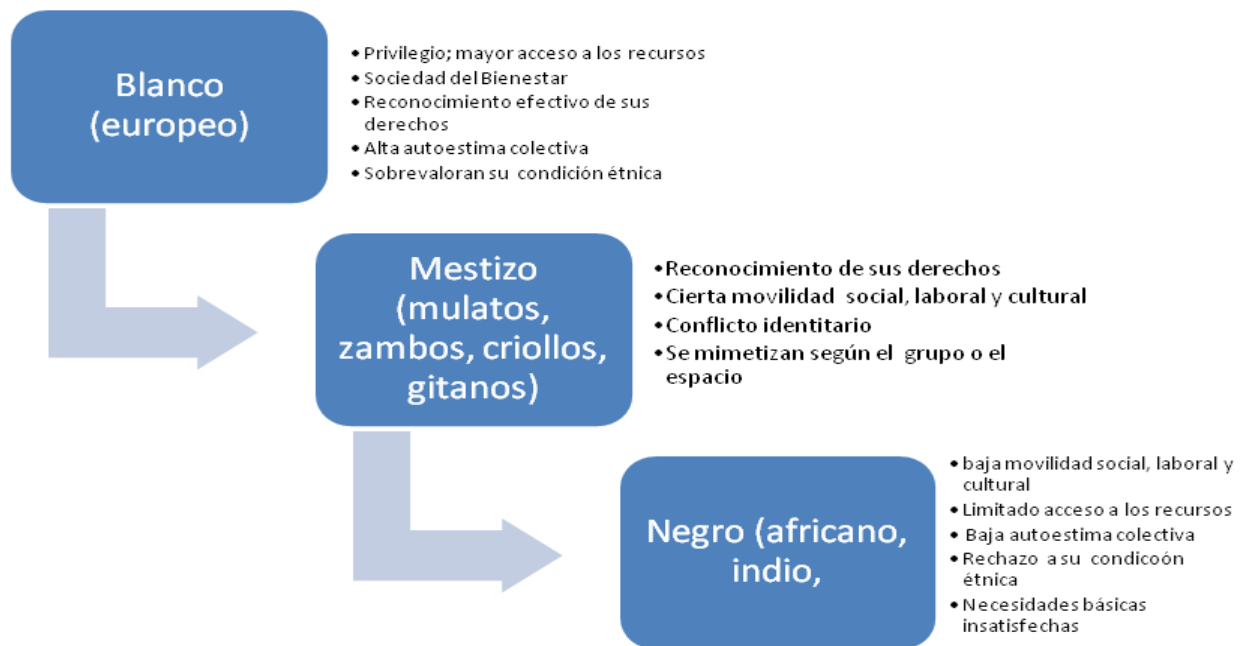 Blanco
(europeo)
• Privilegio; mayor acceso a los recursos
• Sociedad del Bienestar
• Reconocimiento efectivo de sus
derechos
• Alta autoestima colectiva
• Sobrevaloran su condición étnica
Mestizo
(mulatos,
zambos, criollos,
gitanos)
• Reconocimiento de sus derechos
• Cierta movilidad social, laboral y cultural
• Conflicto identitario
• Se mimetizan según el grupo o el
espacio
Negro (africano,
indio,
• baja movilidad social, laboral y
cultural
• Limitado acceso a los recursos
• Baja autoestima colectiva
• Rechazo a su condicoón
étnica
• Necesidades básicas
insatisfechas